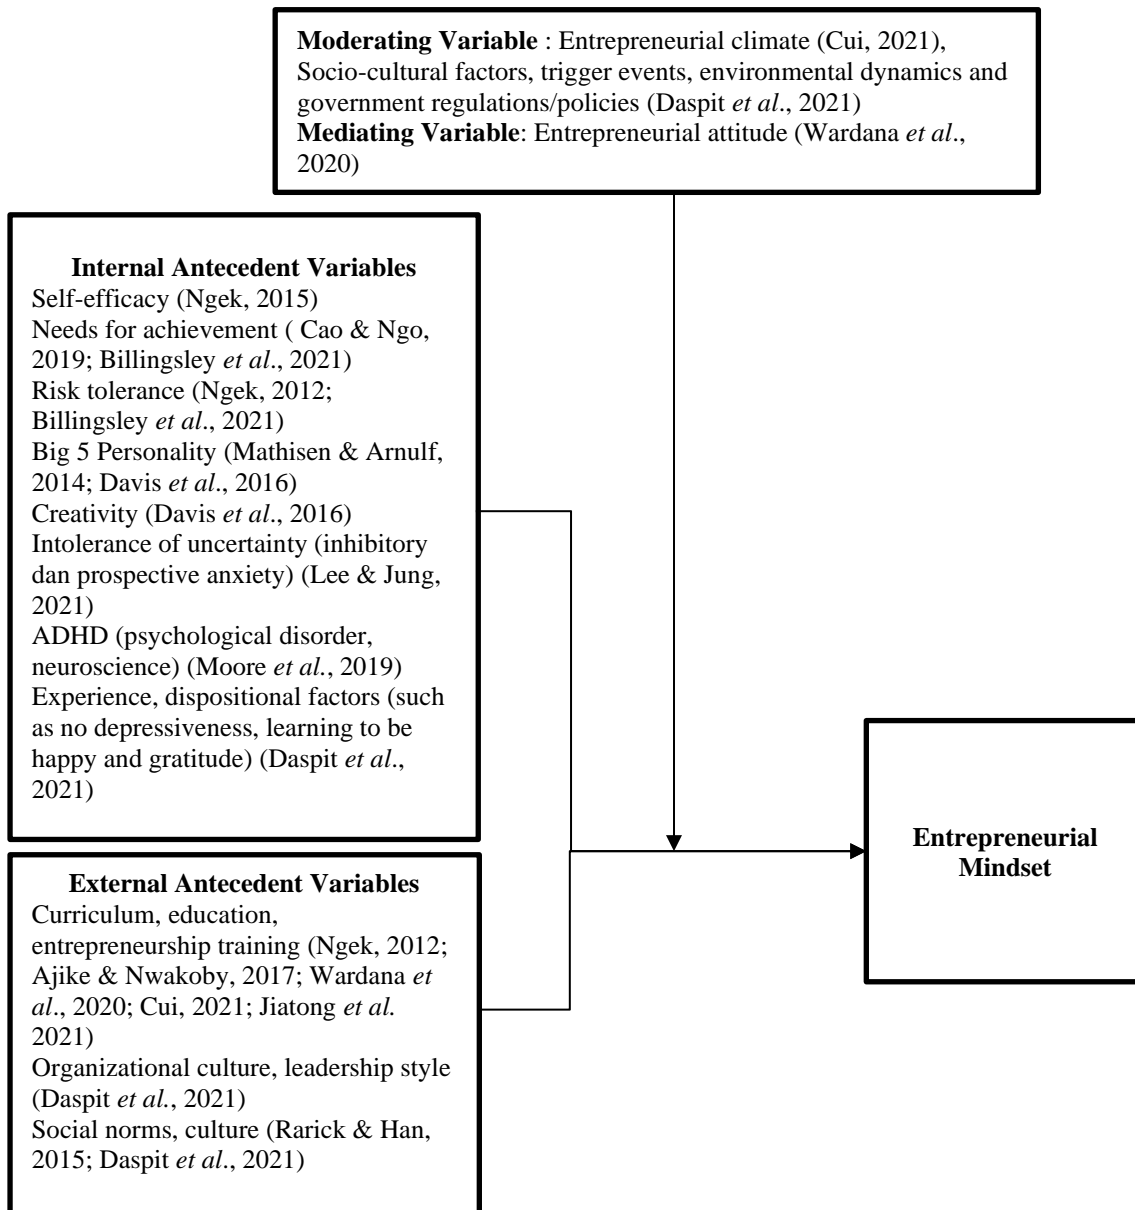 Moderating Variable : Entrepreneurial climate (Cui, 2021),
Socio-cultural factors, trigger events, environmental dynamics and
government regulations/policies (Daspit et al., 2021)
Mediating Variable: Entrepreneurial attitude (Wardana et al.,
2020)
Internal Antecedent Variables
Self-efficacy (Ngek, 2015)
Needs for achievement ( Cao & Ngo,
2019; Billingsley et al., 2021)
Risk tolerance (Ngek, 2012;
Billingsley et al., 2021)
Big 5 Personality (Mathisen & Arnulf,
2014; Davis et al., 2016)
Creativity (Davis et al., 2016)
Intolerance of uncertainty (inhibitory
dan prospective anxiety) (Lee & Jung,
2021)
ADHD (psychological disorder,
neuroscience) (Moore et al., 2019)
Experience, dispositional factors (such
as no depressiveness, learning to be
happy and gratitude) (Daspit et al.,
2021)
External Antecedent Variables
Curriculum, education,
entrepreneurship training (Ngek, 2012;
Ajike & Nwakoby, 2017; Wardana et
al., 2020; Cui, 2021; Jiatong et al.
2021)
Organizational culture, leadership style
(Daspit et al., 2021)
Social norms, culture (Rarick & Han,
2015; Daspit et al., 2021)
Entrepreneurial
Mindset